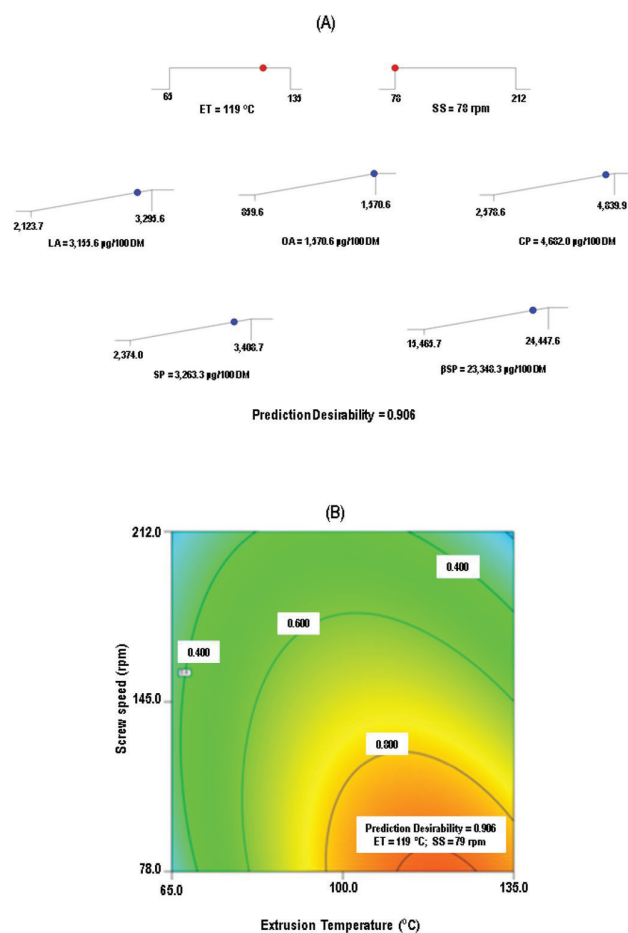 (A)
65 135
ET = 119 °C
78 212
SS = 78 rpm
2,123.7 3,295.6
LA = 3,155.6 µg/100 DM
859.6 1,570.6
OA = 1,570.6 µg/100 DM
2,578.6 4,839.9
CP = 4,682.0 µg/100 DM
2,374.0 3,408.7
SP = 3,263.3 µg/100 DM
19,465.7 24,447.6
βSP = 23,348.3 µg/100 DM
Prediction Desirability = 0.906
(B)
212.0
0.400
0.600
0.400
145.0
Screw speed (rpm)
0.800
Prediction Desirability = 0.906
ET = 119 °C; SS = 79 rpm
78.0
65.0 100.0 135.0
Extrusion Temperature (°C)